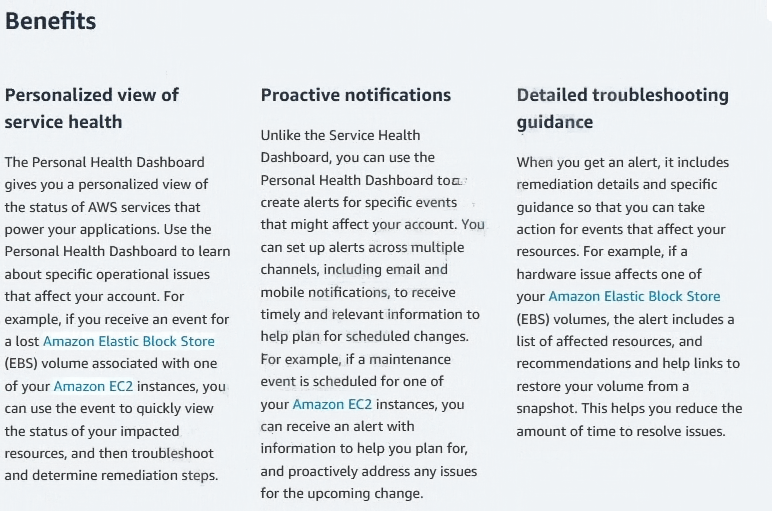 Benefits
Personalized view of
service health
The Personal Health Dashboard
gives you a personalized view of
the status of AWS services that
power your applications. Use the
Personal Health Dashboard to learn
about specific operational issues
that affect your account. For
example, if you receive an event for
a lost Amazon Elastic Block Store
(EBS) volume associated with one
of your Amazon EC2 instances, you
can use the event to quickly view
the status of your impacted
resources, and then troubleshoot
and determine remediation steps.
Proactive notifications
Unlike the Service Health
Dashboard, you can use the
Personal Health Dashboard to
create alerts for specific events
that might affect your account. You
can set up alerts across multiple
channels, including email and
mobile notifications, to receive
timely and relevant information to
help plan for scheduled changes.
For example, if a maintenance
event is scheduled for one of
your Amazon EC2 instances, you
can receive an alert with
information to help you plan for,
and proactively address any issues
for the upcoming change.
Detailed troubleshooting
guidance
When you get an alert, it includes
remediation details and specific
guidance so that you can take
action for events that affect your
resources. For example, if a
hardware issue affects one of
your Amazon Elastic Block Store
(EBS) volumes, the alert includes a
list of affected resources, and
recommendations and help links to
restore your volume from a
snapshot. This helps you reduce the
amount of time to resolve issues.